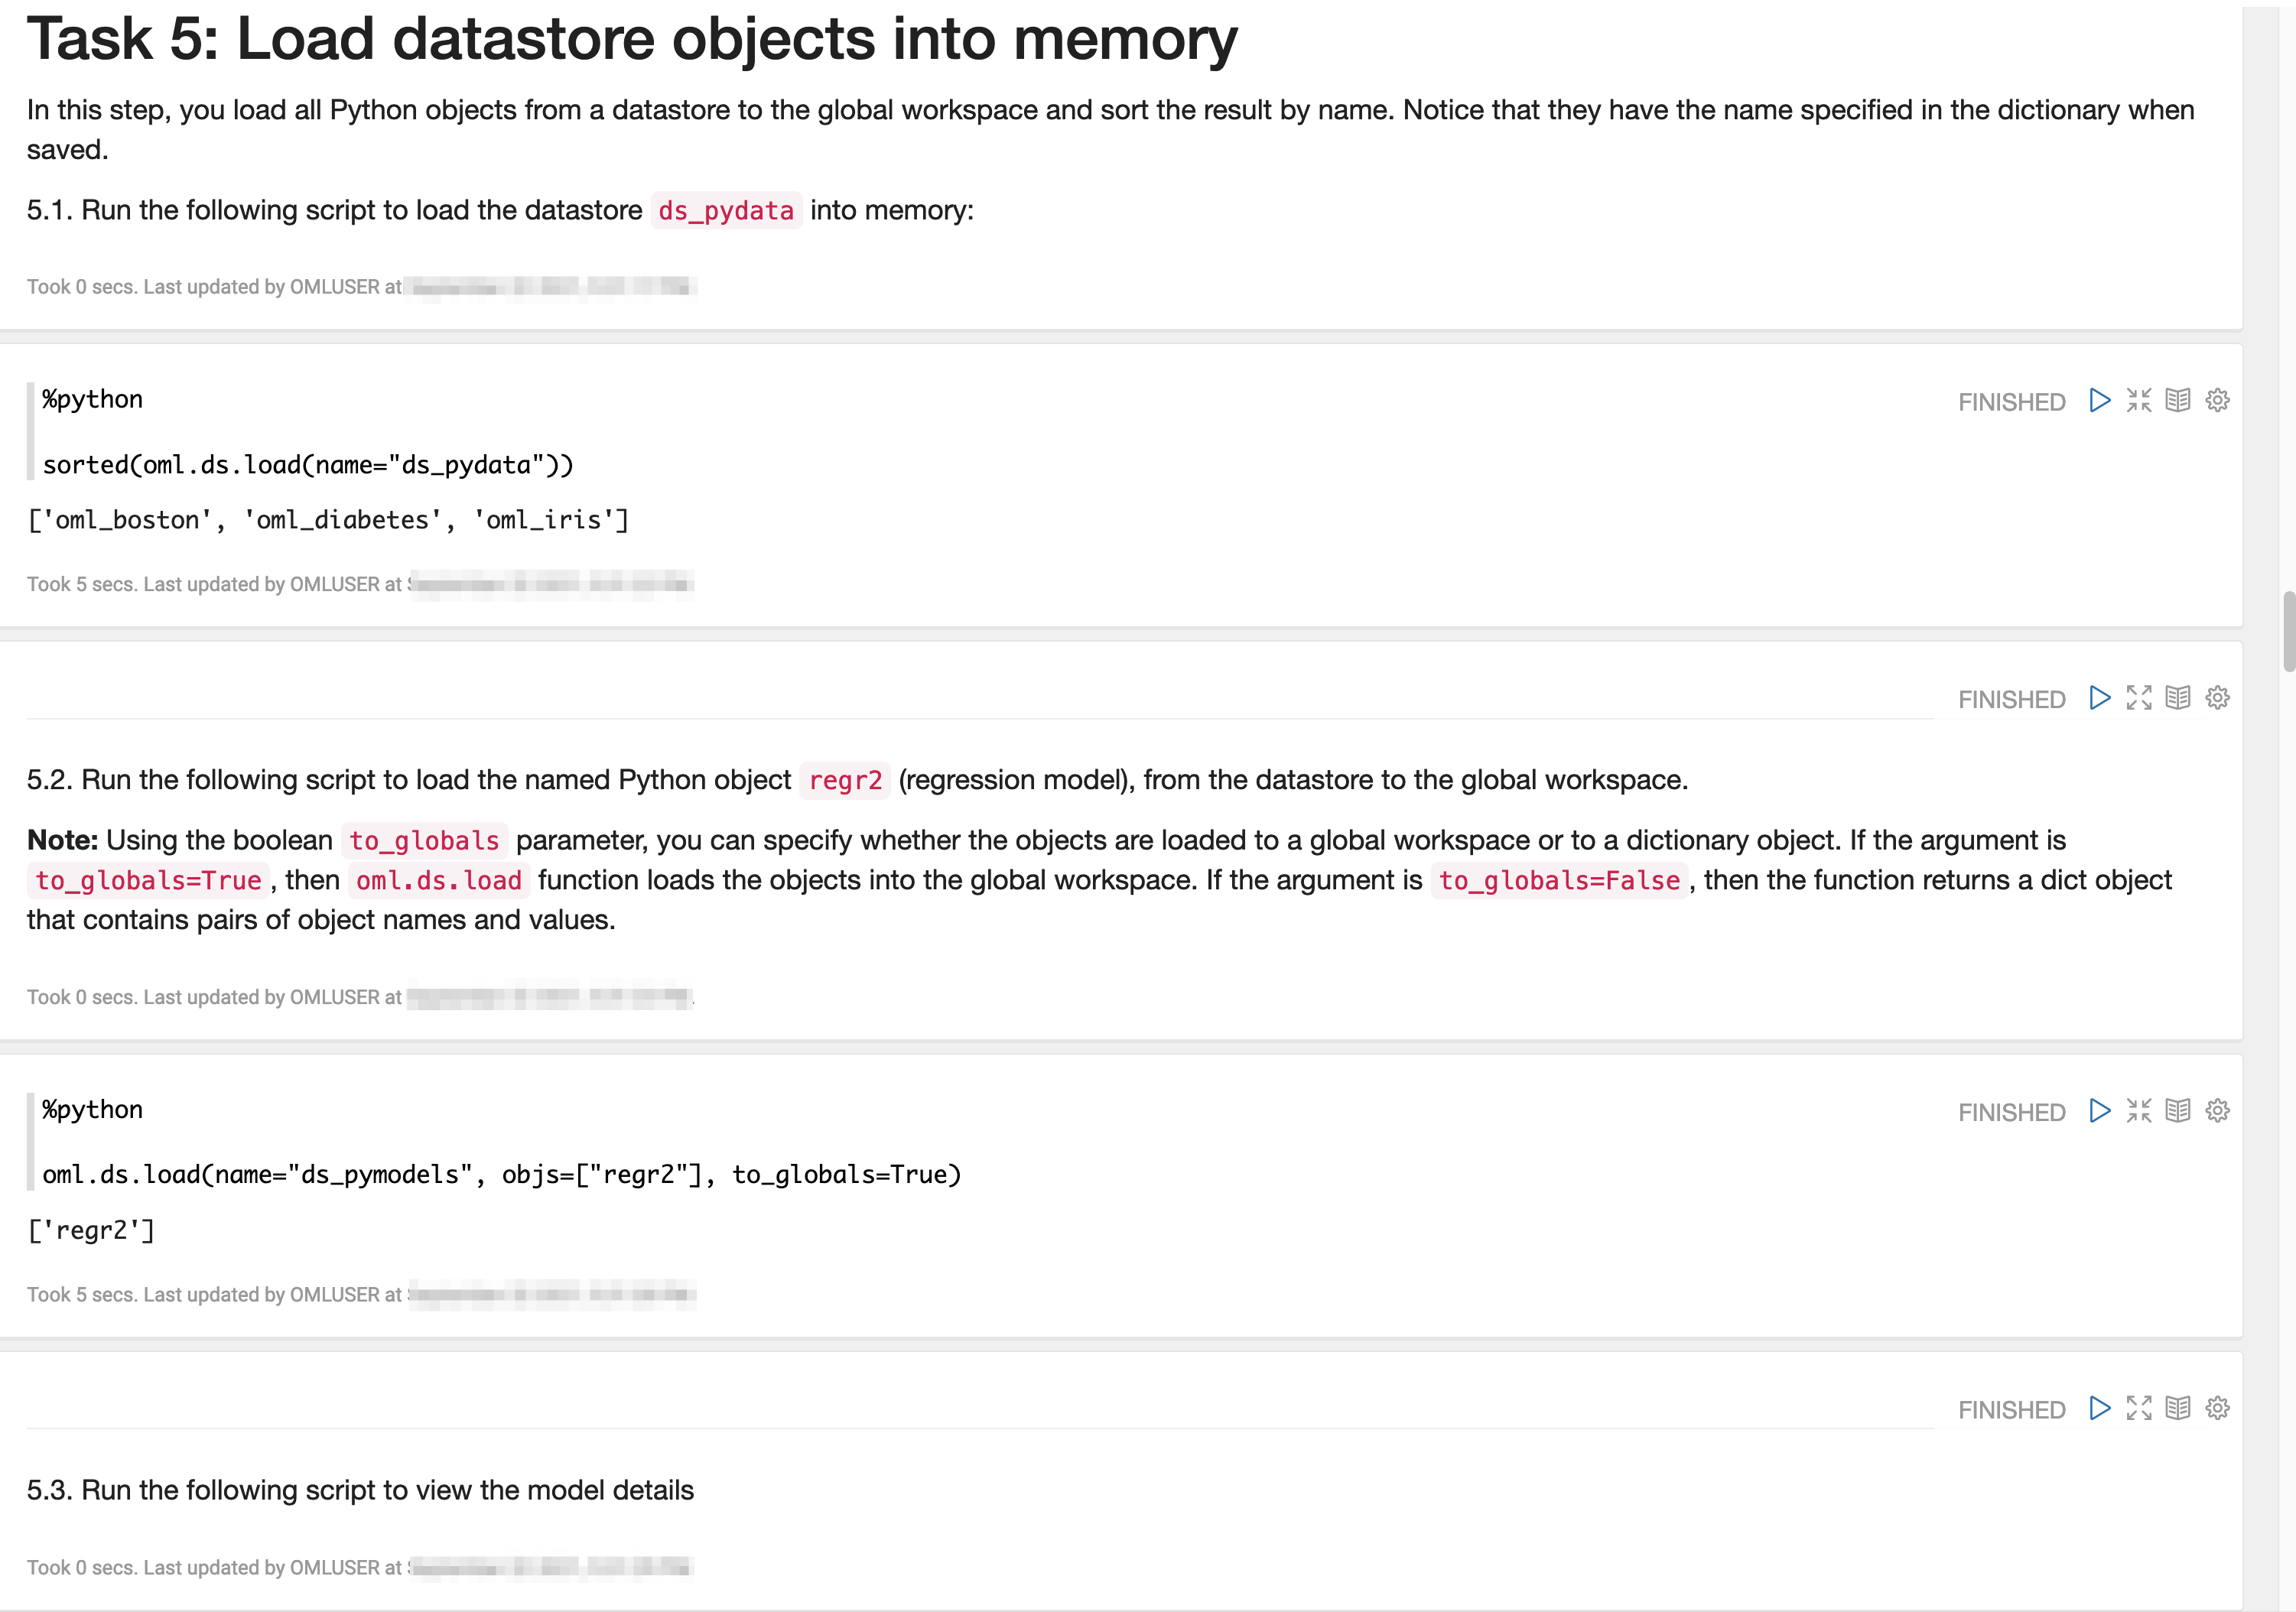 Task 5: Load datastore objects into memory
In this step, you load all Python objects from a datastore to the global workspace and sort the result by name. Notice that they have the name specified in the dictionary when
saved.
5.1. Run the following script to load the datastore ds_pydata into memory:
Took 0 secs. Last updated by OMLUSER at
%python
FINISHED
sorted(oml.ds.load(name="ds_pydata"))
['oml_boston', 'oml_diabetes', 'oml_iris']
Took 5 secs. Last updated by OMLUSER at
FINISHED
5.2. Run the following script to load the named Python object regr2 (regression model), from the datastore to the global workspace.
Note: Using the boolean to_globals parameter, you can specify whether the objects are loaded to a global workspace or to a dictionary object. If the argument is
to_globals=True , then oml.ds.load function loads the objects into the global workspace. If the argument is to_globals=False , then the function returns a dict object
that contains pairs of object names and values.
Took 0 secs. Last updated by OMLUSER at
%python
FINISHED
oml.ds.load(name="ds_pymodels", objs=["regr2"], to_globals=True)
['regr2']
Took 5 secs. Last updated by OMLUSER at
FINISHED
5.3. Run the following script to view the model details
Took 0 secs. Last updated by OMLUSER at